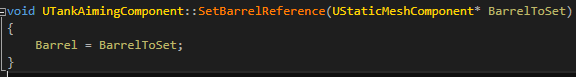 void UTankAimingComponent::SetBarrelReference(UStaticMeshComponent* BarrelToSet)
{
    Barrel = BarrelToSet;
}